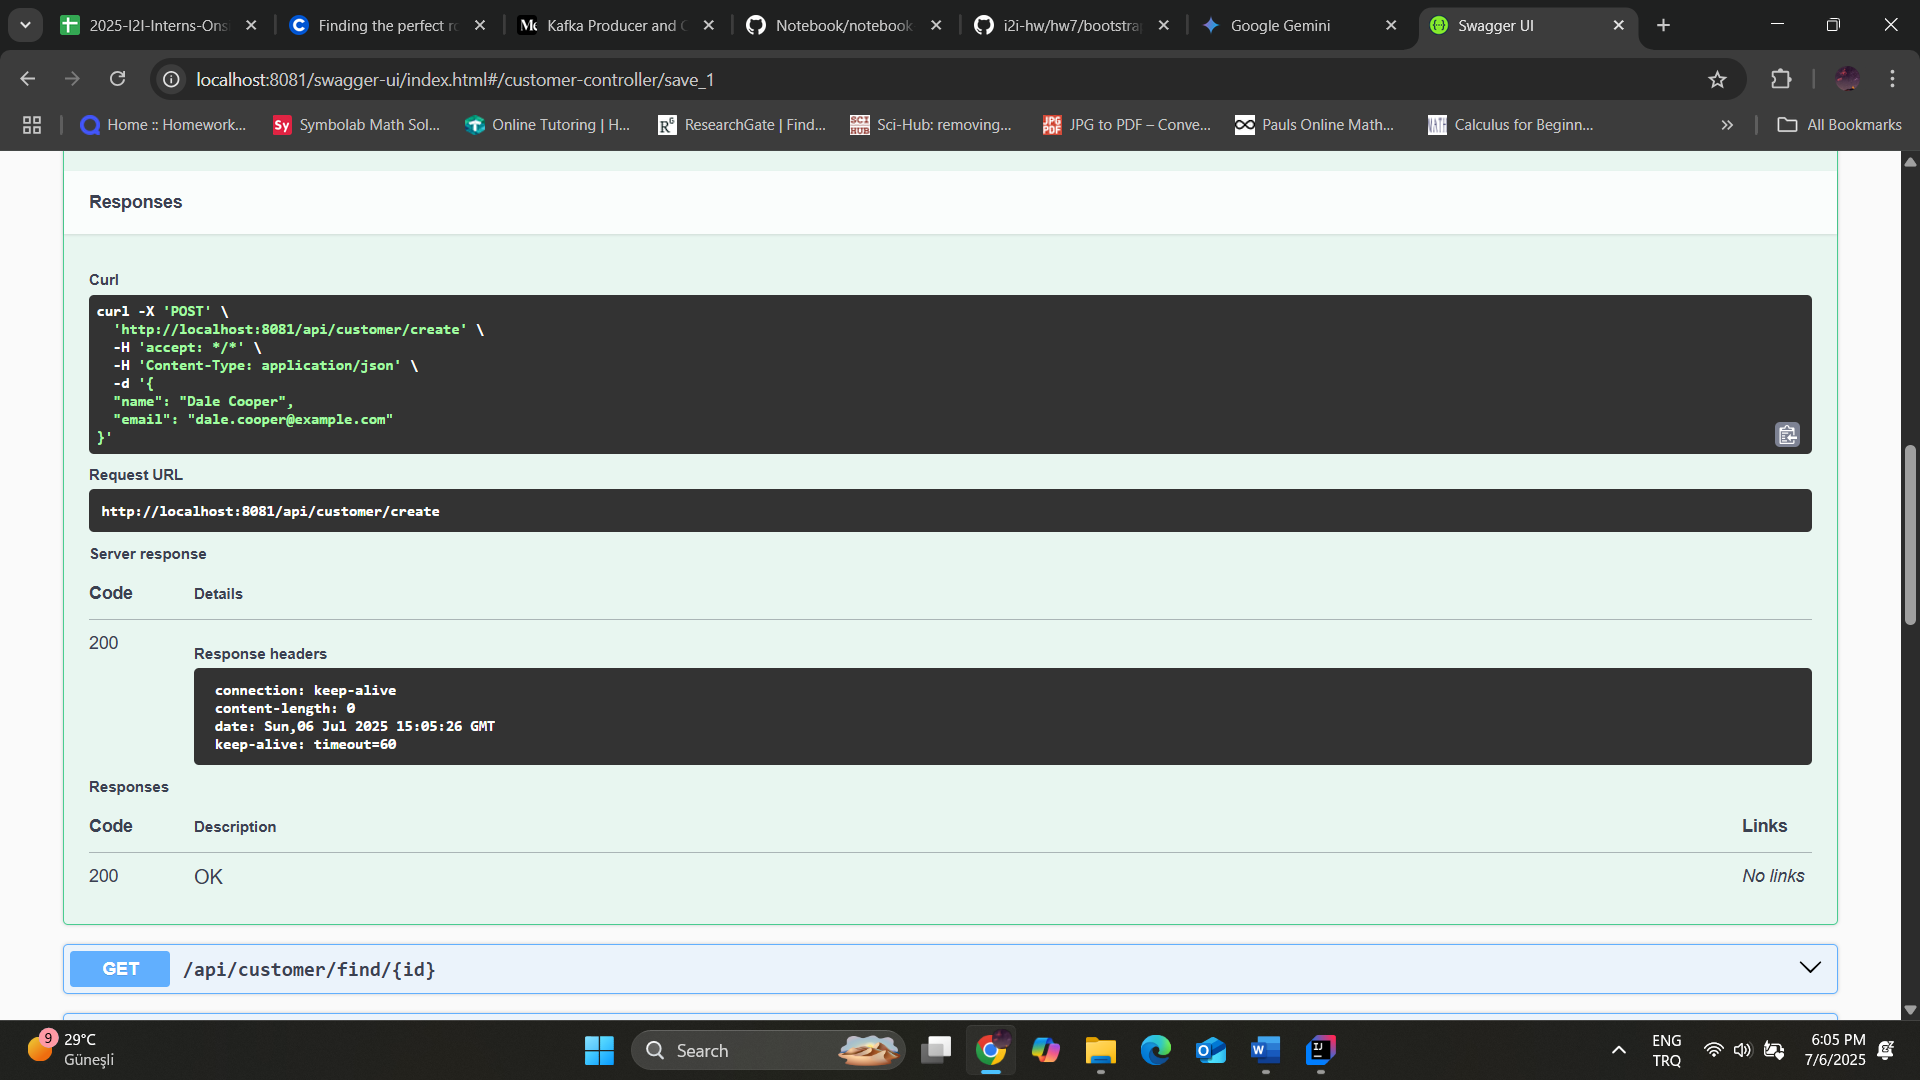 2025-I2I-Interns-Ons
Finding the perfect ro
Kafka Producer and C
Notebook/notebook
i2i-hw/hw7/bootstra
Google Gemini
Swagger UI
localhost:8081/swagger-ui/index.html#/customer-controller/save_1
Home :: Homework...
Sy Symbolab Math Sol...
Online Tutoring | H...
ResearchGate | Find...
SCI HUB Sci-Hub: removing...
JPG PDF JPG to PDF – Conve...
Pauls Online Math...
MATH Calculus for Beginn...
All Bookmarks
Responses
Curl
curl -X 'POST' \
'http://localhost:8081/api/customer/create' \
-H 'accept: */*' \
-H 'Content-Type: application/json' \
-d '{
"name": "Dale Cooper",
"email": "dale.cooper@example.com"
}'
Request URL
http://localhost:8081/api/customer/create
Server response
Code Details
200
Response headers
connection: keep-alive
content-length: 0
date: Sun,06 Jul 2025 15:05:26 GMT
keep-alive: timeout=60
Responses
Code Description Links
200 OK No links
GET /api/customer/find/{id}
9
29°C
Güneşli
Search
ENG
TRQ
6:05 PM
7/6/2025